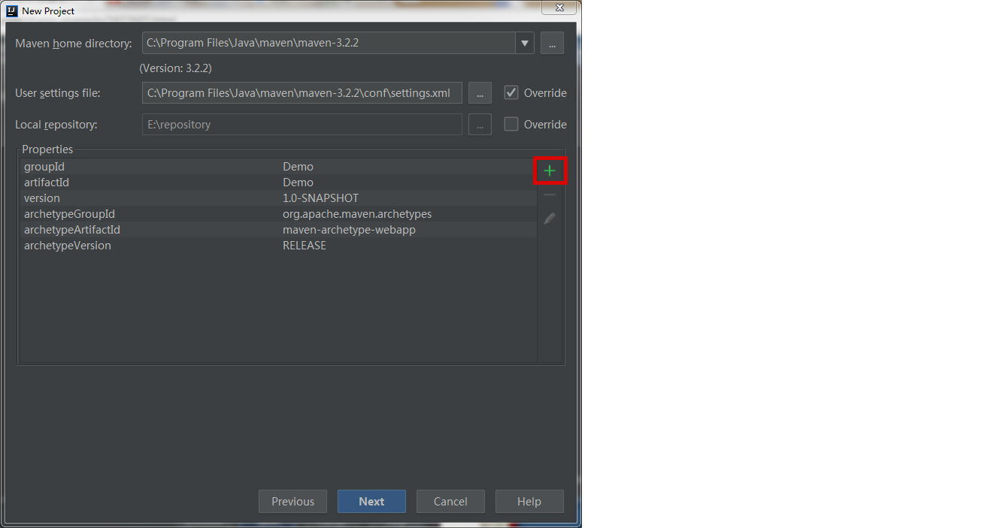 New Project
Maven home directory: C:\Program Files\Java\maven\maven-3.2.2 ...
(Version: 3.2.2)
User settings file: C:\Program Files\Java\maven\maven-3.2.2\conf\settings.xml ... Override
Local repository: E:\repository ... Override
Properties
groupId Demo
artifactId Demo
version 1.0-SNAPSHOT
archetypeGroupId org.apache.maven.archetypes
archetypeArtifactId maven-archetype-webapp
archetypeVersion RELEASE
Previous Next Cancel Help